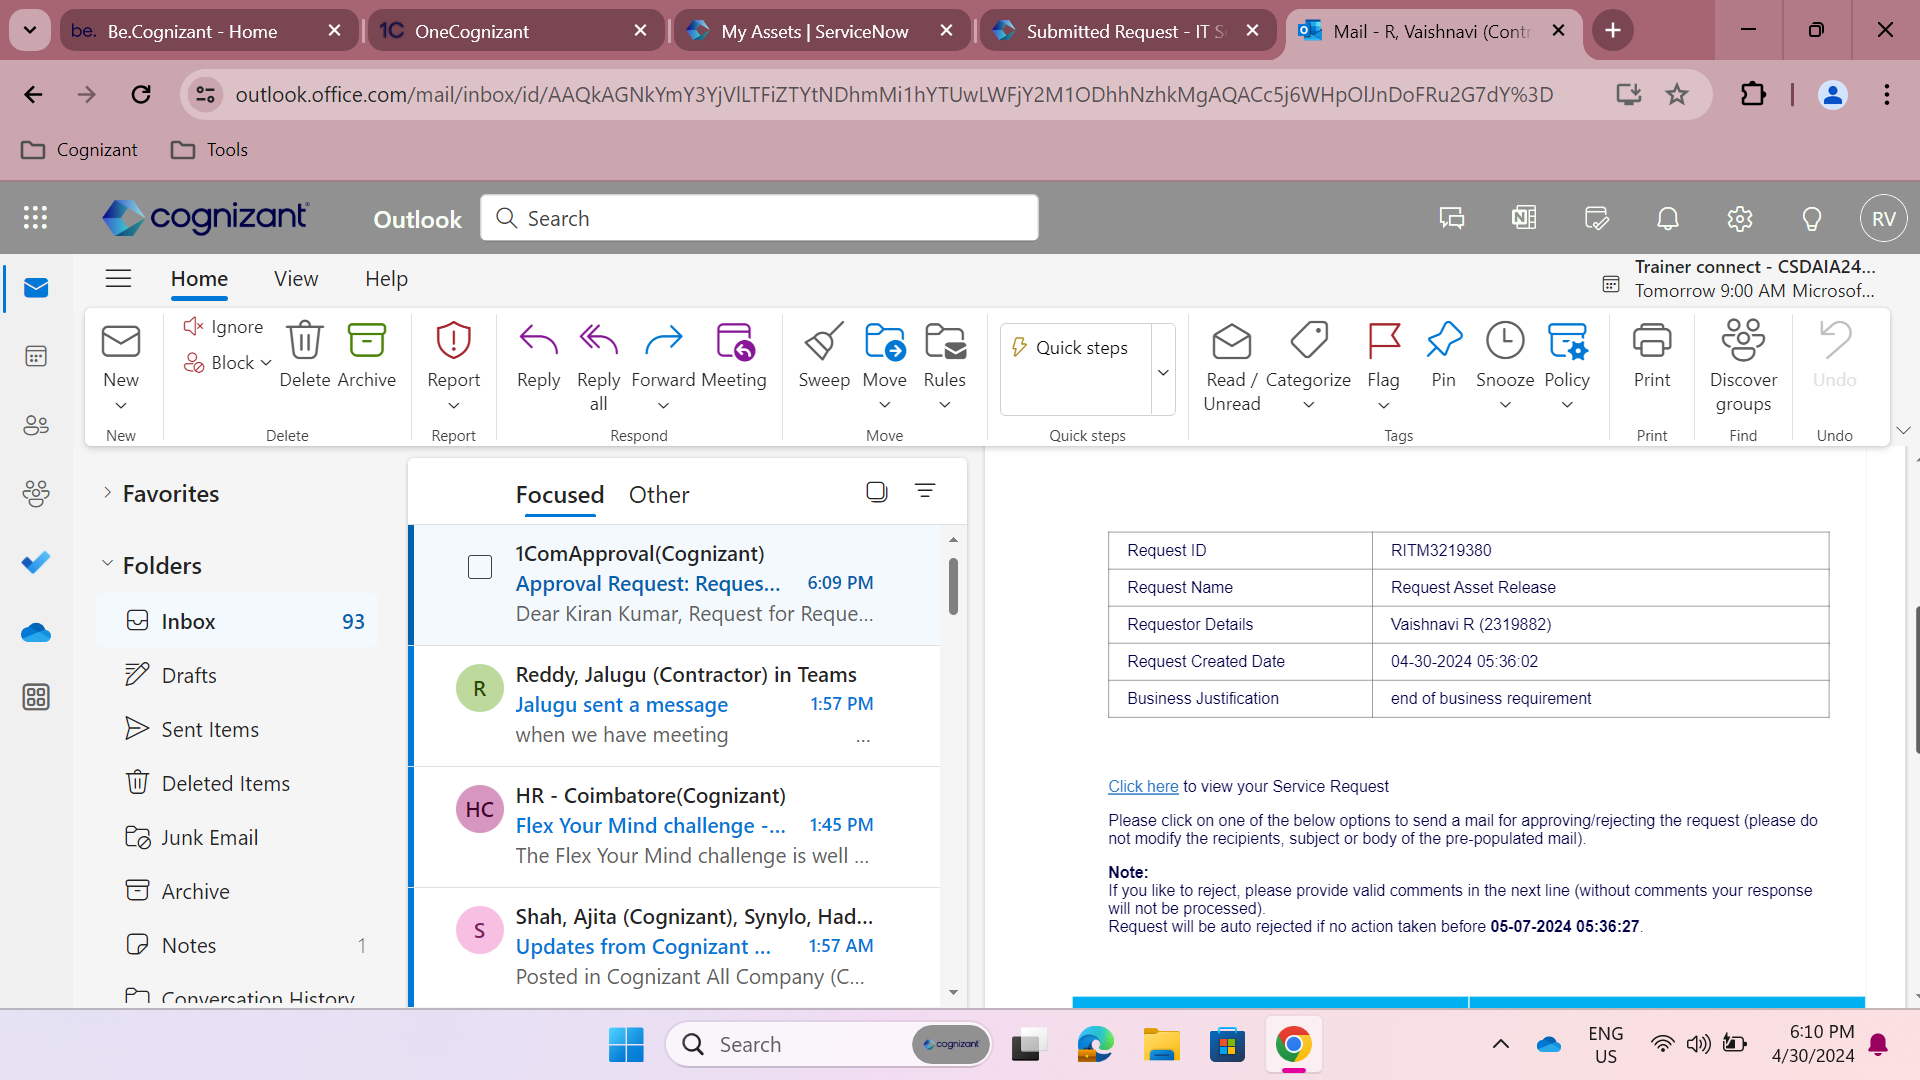 be. Be.Cognizant - Home
1C OneCognizant
My Assets | ServiceNow
Submitted Request - IT S
Mail - R, Vaishnavi (Contr
outlook.office.com/mail/inbox/id/AAQkAGNkYmY3YjVlLTFiZTYtNDhmMi1hYTUwLWFjY2M1ODhhNzhkMgAQACc5j6WHpOlJnDoFRu2G7dY%3D
Cognizant
Tools
cognizant
Outlook
Search
RV
Home
View
Help
Trainer connect - CSDAIA24...
Tomorrow 9:00 AM Microsof...
New
Ignore
Block
Delete
Archive
Report
Reply
Reply all
Forward
Meeting
Sweep
Move
Rules
Quick steps
Read / Unread
Categorize
Flag
Pin
Snooze
Policy
Print
Discover groups
Undo
New
Delete
Report
Respond
Move
Quick steps
Tags
Print
Find
Undo
Favorites
Folders
Inbox 93
Drafts
Sent Items
Deleted Items
Junk Email
Archive
Notes 1
Conversation History
Focused
Other
1ComApproval(Cognizant)
Approval Request: Reques... 6:09 PM
Dear Kiran Kumar, Request for Reque...
R
Reddy, Jalugu (Contractor) in Teams
Jalugu sent a message 1:57 PM
when we have meeting ...
HC
HR - Coimbatore(Cognizant)
Flex Your Mind challenge -... 1:45 PM
The Flex Your Mind challenge is well ...
S
Shah, Ajita (Cognizant), Synylo, Had...
Updates from Cognizant ... 1:57 AM
Posted in Cognizant All Company (C...
Request ID RITM3219380
Request Name Request Asset Release
Requestor Details Vaishnavi R (2319882)
Request Created Date 04-30-2024 05:36:02
Business Justification end of business requirement
Click here to view your Service Request
Please click on one of the below options to send a mail for approving/rejecting the request (please do
not modify the recipients, subject or body of the pre-populated mail).
Note:
If you like to reject, please provide valid comments in the next line (without comments your response
will not be processed).
Request will be auto rejected if no action taken before 05-07-2024 05:36:27.
Search
cognizant
ENG
US
6:10 PM
4/30/2024